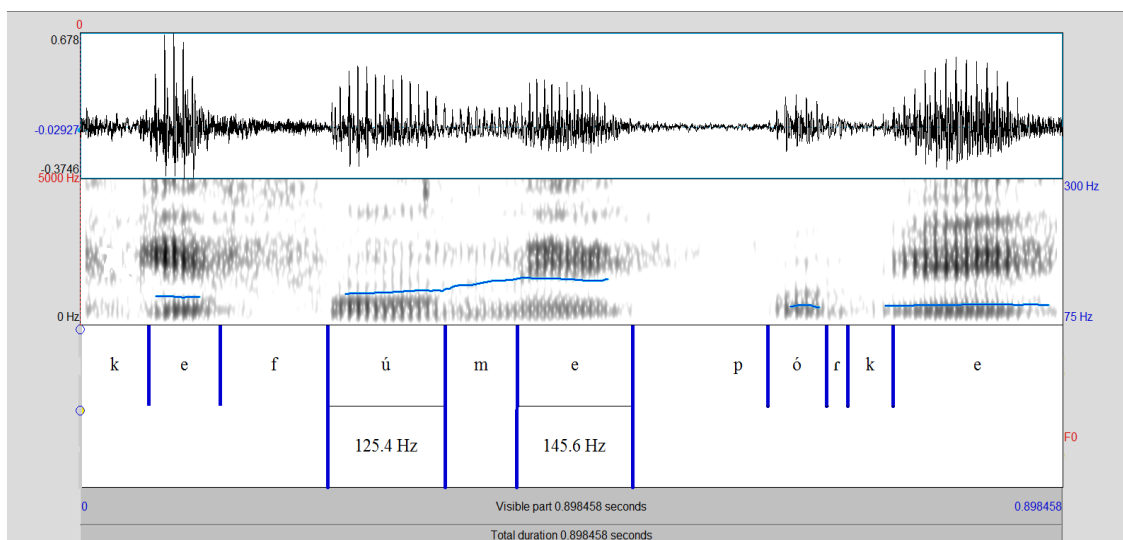 0
0.678
-0.02927
-0.3746
5000 Hz
300 Hz
0 Hz
75 Hz
k e f ú m e p ó r k e
125.4 Hz 145.6 Hz
F0
0 Visible part 0.898458 seconds 0.898458
Total duration 0.898458 seconds